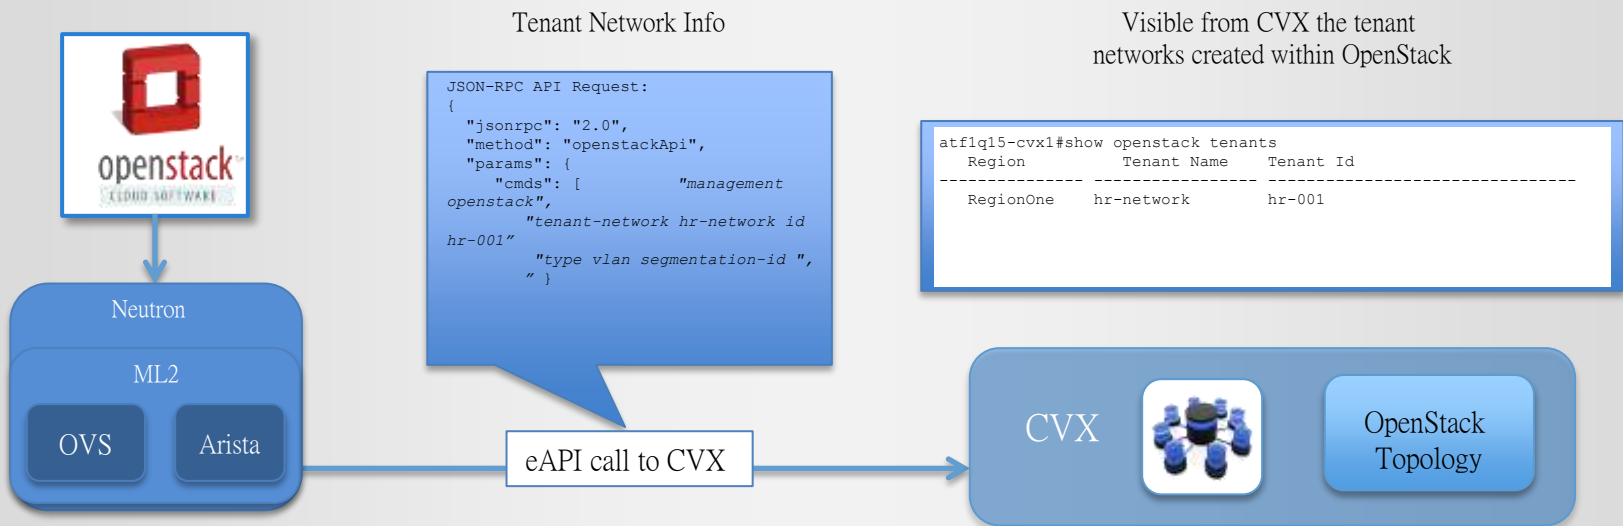 Tenant Network Info
Visible from CVX the tenant
networks created within OpenStack
openstack
CLOUD SOFTWARE
JSON-RPC API Request:
{
"jsonrpc": "2.0",
"method": "openstackApi",
"params": {
"cmds": [ "management
openstack",
"tenant-network hr-network id
hr-001”
"type vlan segmentation-id ",
” }
atf1q15-cvx1#show openstack tenants
Region Tenant Name Tenant Id
--------------- ----------------- --------------------------------
RegionOne hr-network hr-001
Neutron
ML2
OVS
Arista
eAPI call to CVX
CVX
OpenStack
Topology